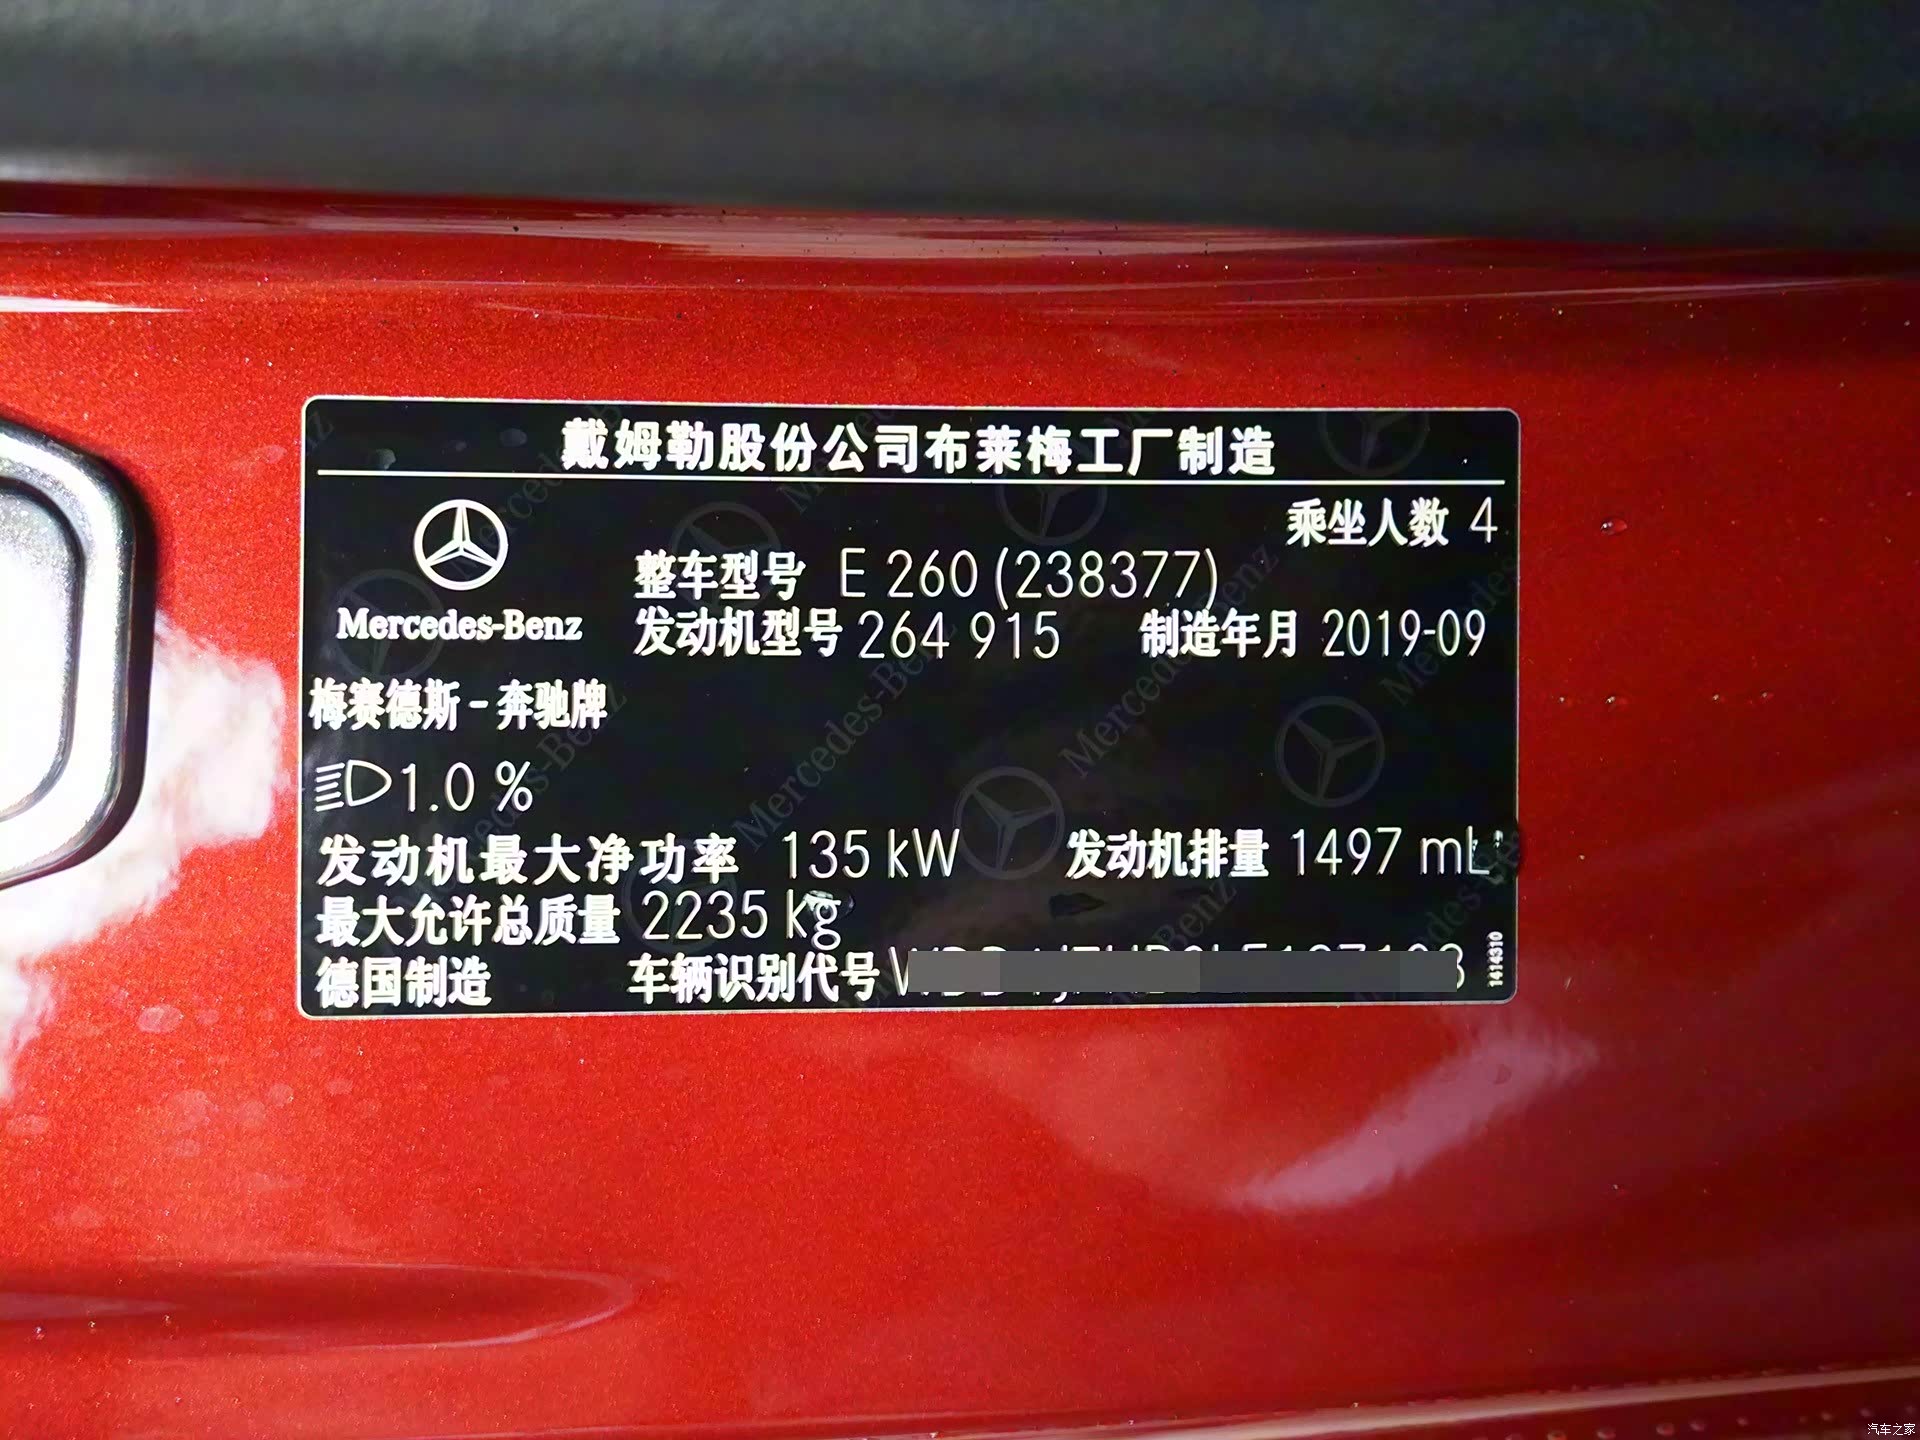 戴姆勒股份公司布莱梅工厂制造
乘坐人数 4
整车型号 E 260 (238377)
Mercedes-Benz
发动机型号 264 915 制造年月 2019-09
梅赛德斯-奔驰牌
1.0 %
发动机最大净功率 135 kW 发动机排量 1497 mL
最大允许总质量 2235 kg
德国制造 车辆识别代号
1414310
汽车之家